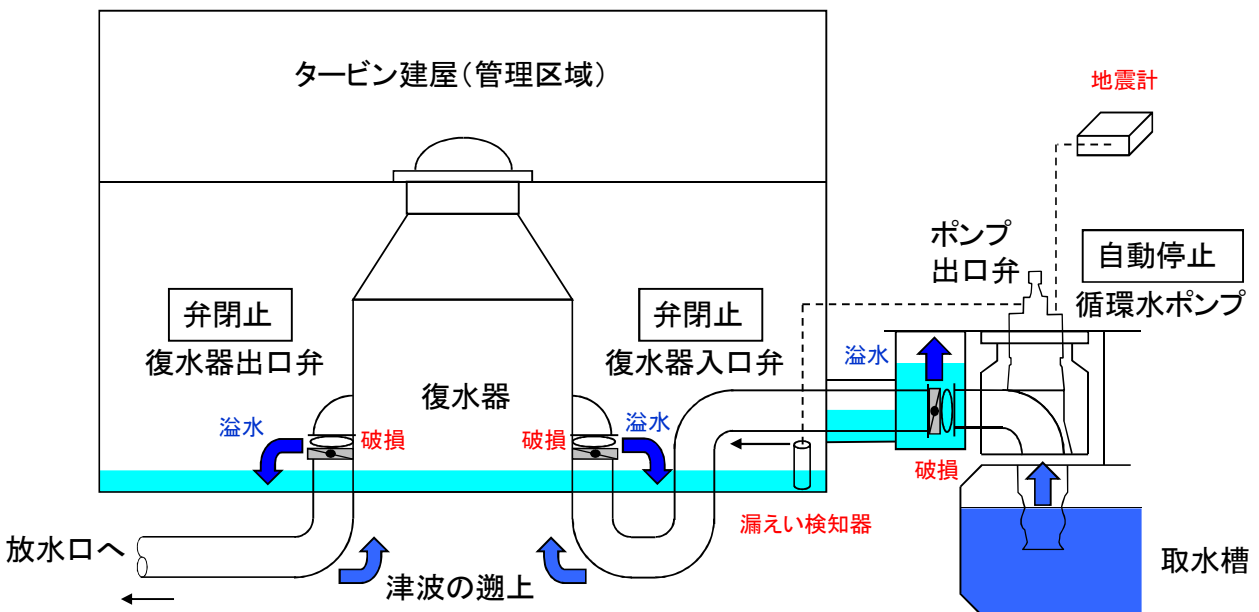 タービン建屋(管理区域)
地震計
ポンプ
出口弁
自動停止
循環水ポンプ
弁閉止
復水器出口弁
弁閉止
復水器入口弁
溢水
復水器
溢水
破損
破損
溢水
破損
漏えい検知器
放水口へ
津波の遡上
取水槽